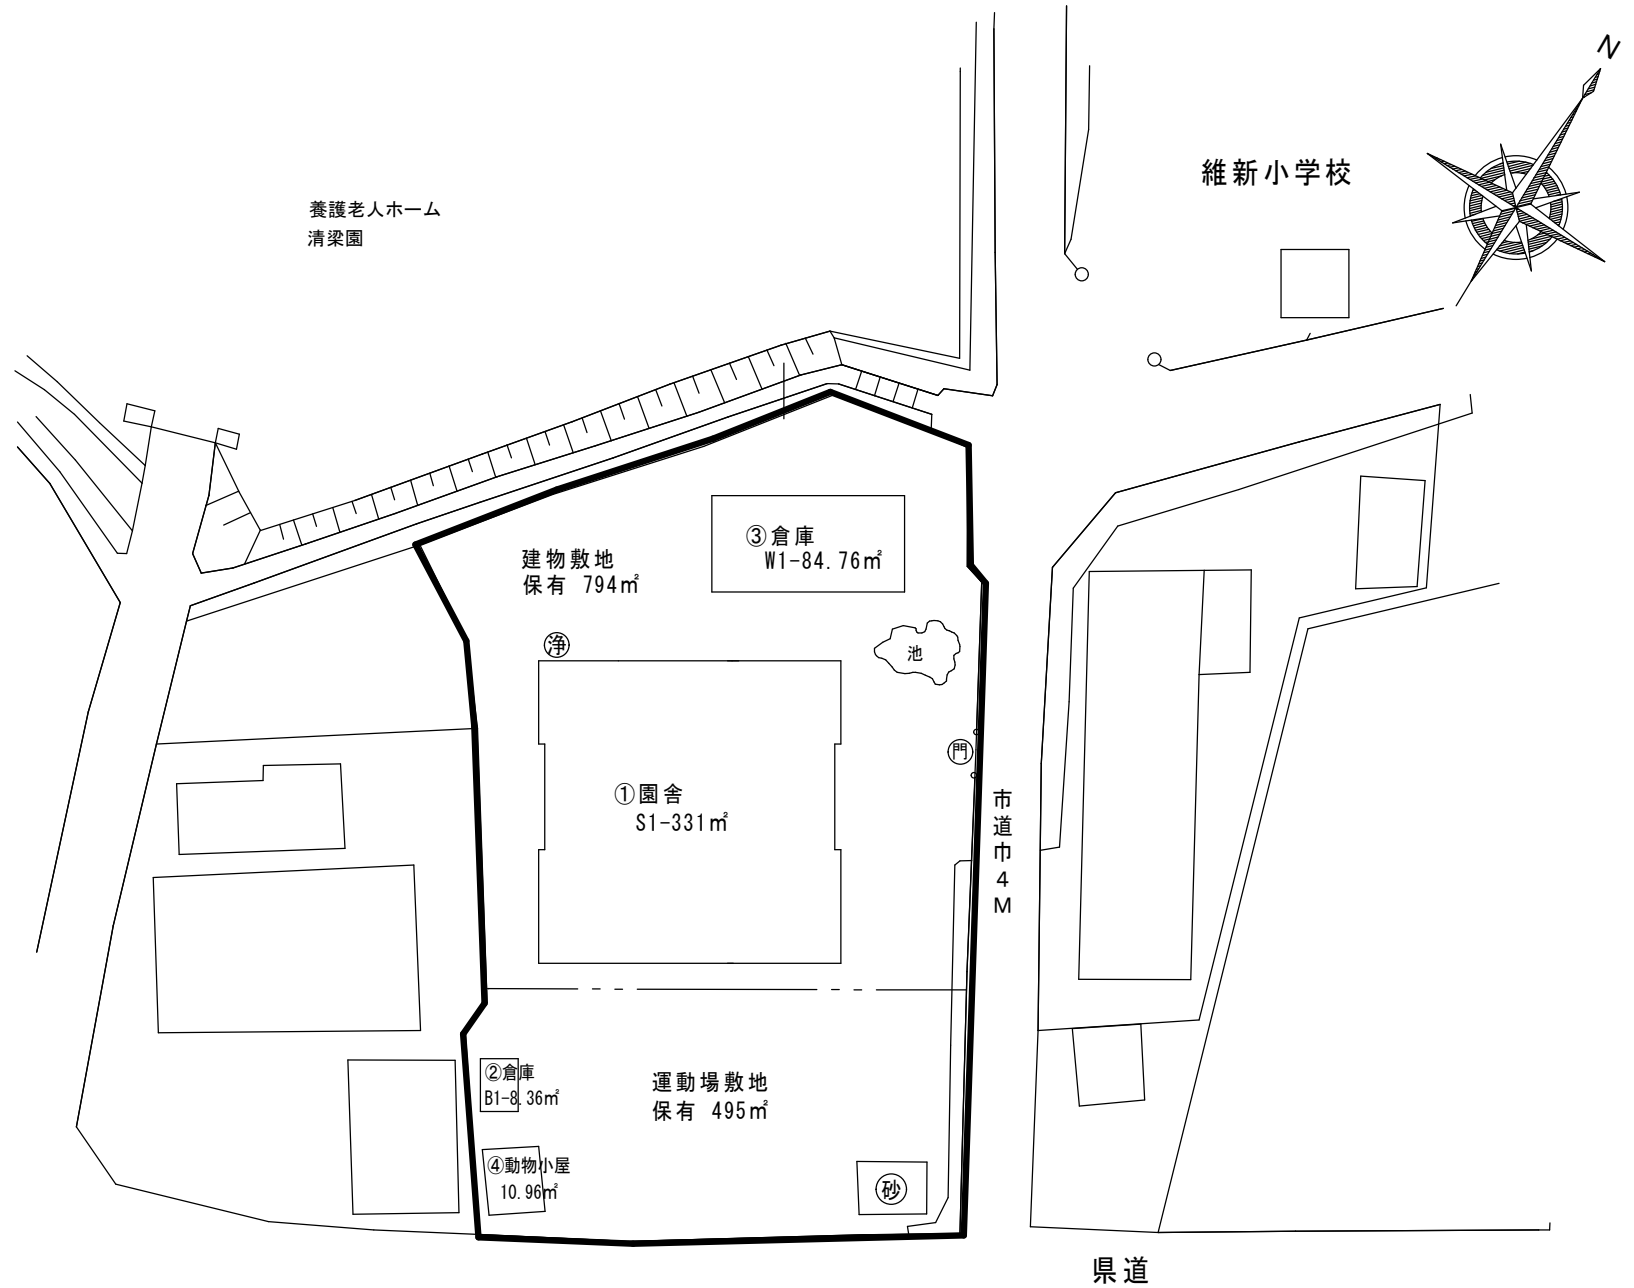 N
維新小学校
養護老人ホーム
清梁園
③倉庫
W1-84.76㎡
建物敷地
保有 794㎡
浄
池
門
①園舎
S1-331㎡
市道巾4M
②倉庫
B1-8.36㎡
運動場敷地
保有 495㎡
④動物小屋
10.96㎡
砂
県道